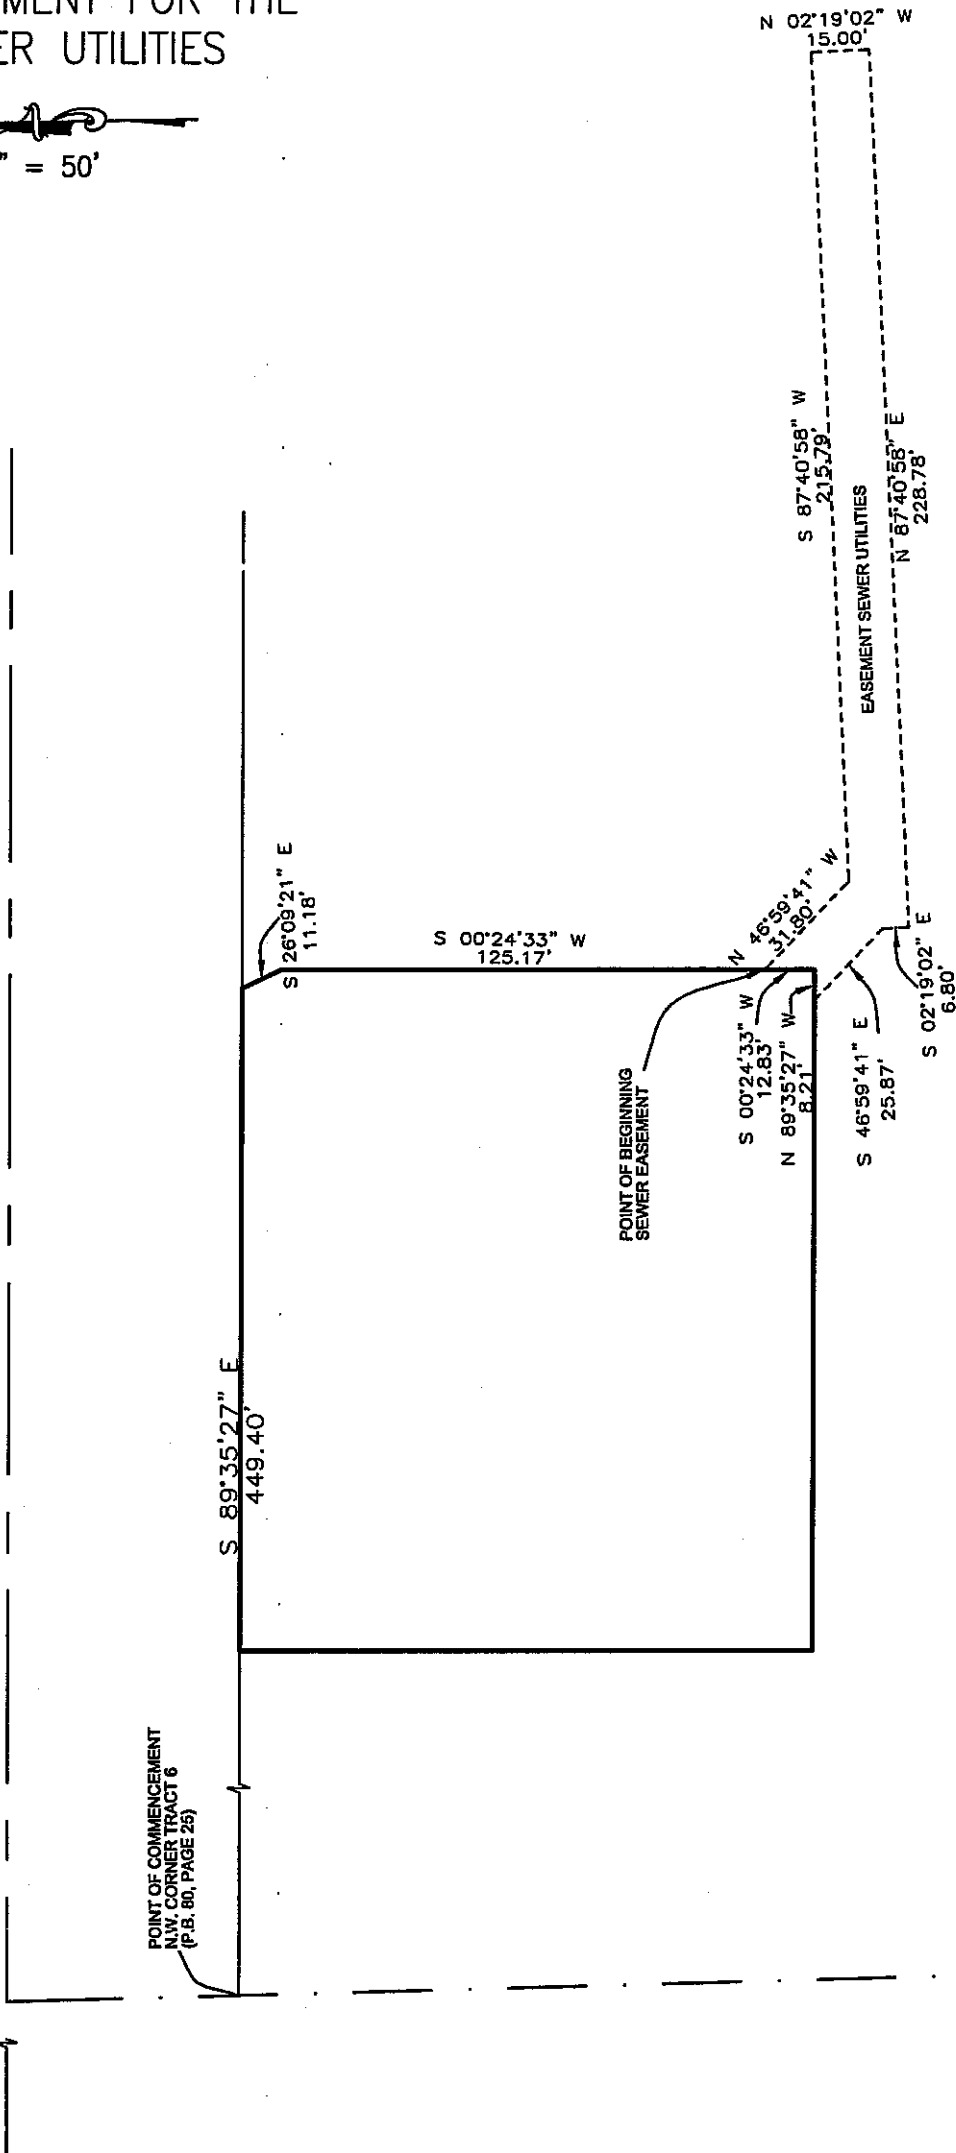 MENT FOR THE
ER UTILITIES
" = 50'
N 02°19'02" W
15.00'
S 87°40'58" W
215.79'
EASEMENT SEWER UTILITIES
N 87°40'58" E
228.78'
S 26°09'21" E
11.18'
S 00°24'33" W
125.17'
N 46°59'41" W
31.80'
POINT OF BEGINNING
SEWER EASEMENT
S 00°24'33" W
12.83'
N 89°35'27" W
8.21'
S 46°59'41" E
25.87'
S 02°19'02" E
6.80'
S 89°35'27" E
449.40'
POINT OF COMMENCEMENT
N.W. CORNER TRACT 6
(P.B. 80, PAGE 25)